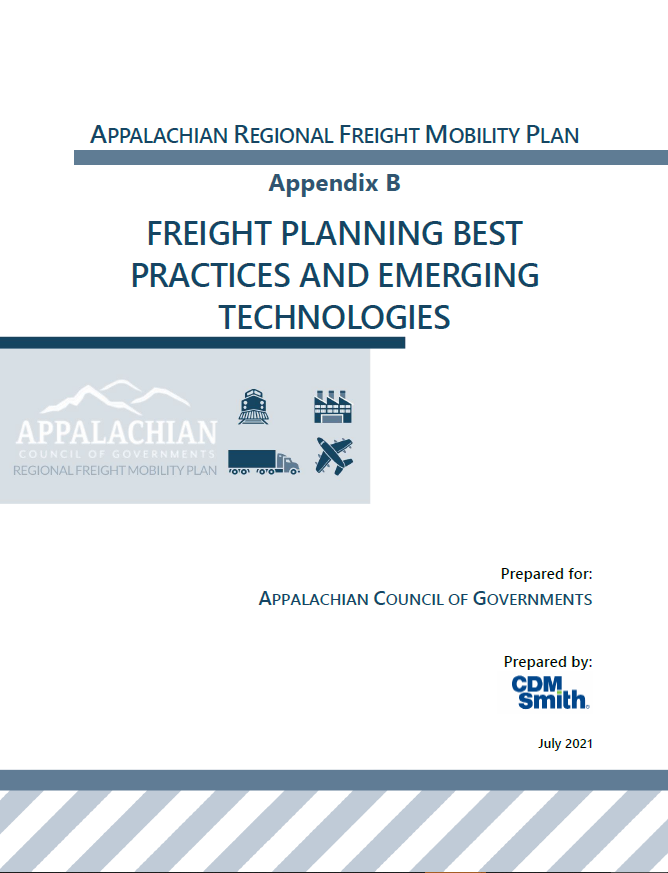 APPALACHIAN REGIONAL FREIGHT MOBILITY PLAN
Appendix B
FREIGHT PLANNING BEST
PRACTICES AND EMERGING
TECHNOLOGIES
APPALACHIAN
COUNCIL OF GOVERNMENTS
REGIONAL FREIGHT MOBILITY PLAN
Prepared for:
APPALACHIAN COUNCIL OF GOVERNMENTS
Prepared by:
CDM
Smith®
July 2021